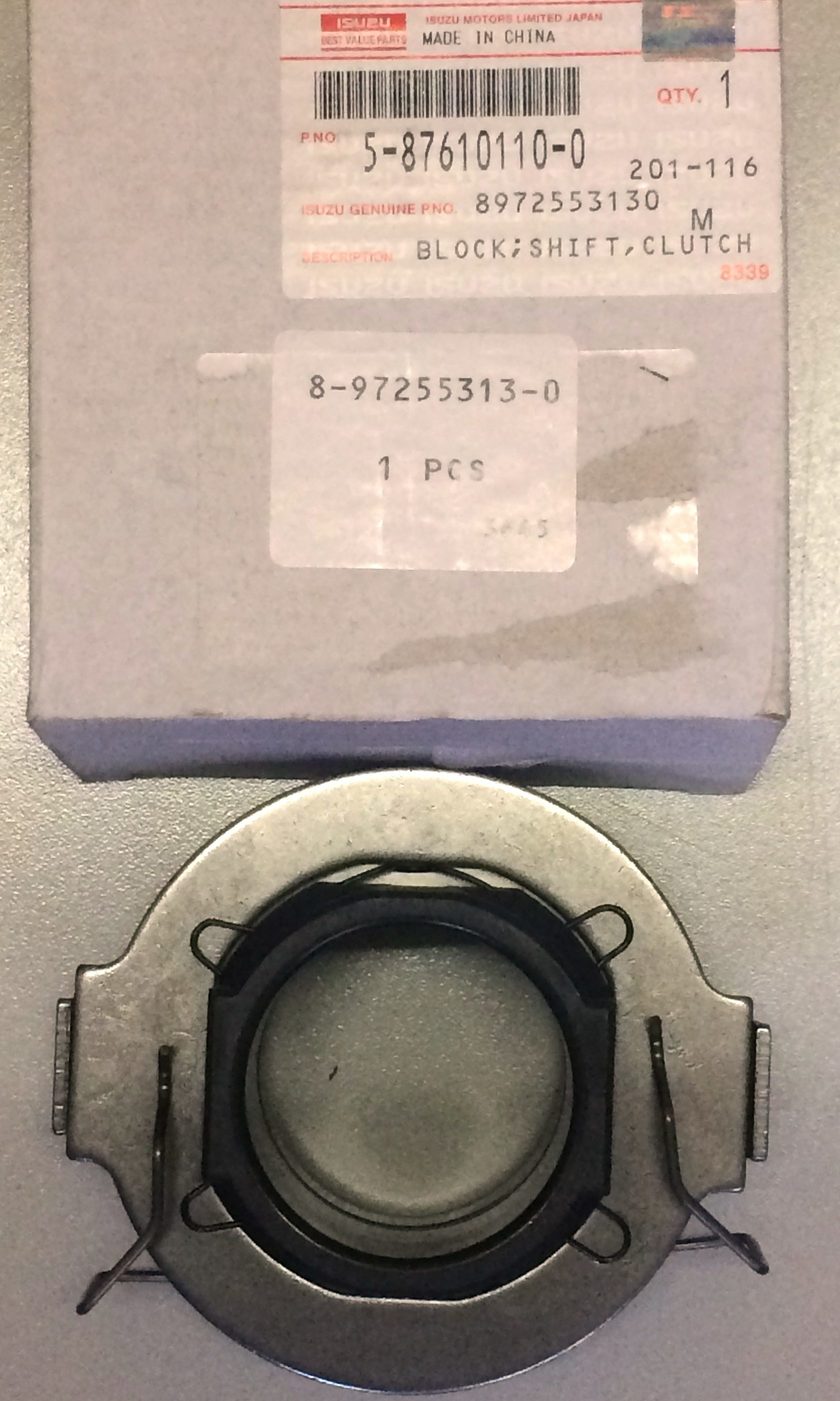 ISUZU
BEST VALUE PARTS
ISUZU MOTORS LIMITED JAPAN
MADE IN CHINA
QTY. 1
P.NO. 5-87610110-0
201-116
ISUZU GENUINE P.NO. 8972553130
M
DESCRIPTION BLOCK;SHIFT,CLUTCH
8339
8-97255313-0
1 PCS